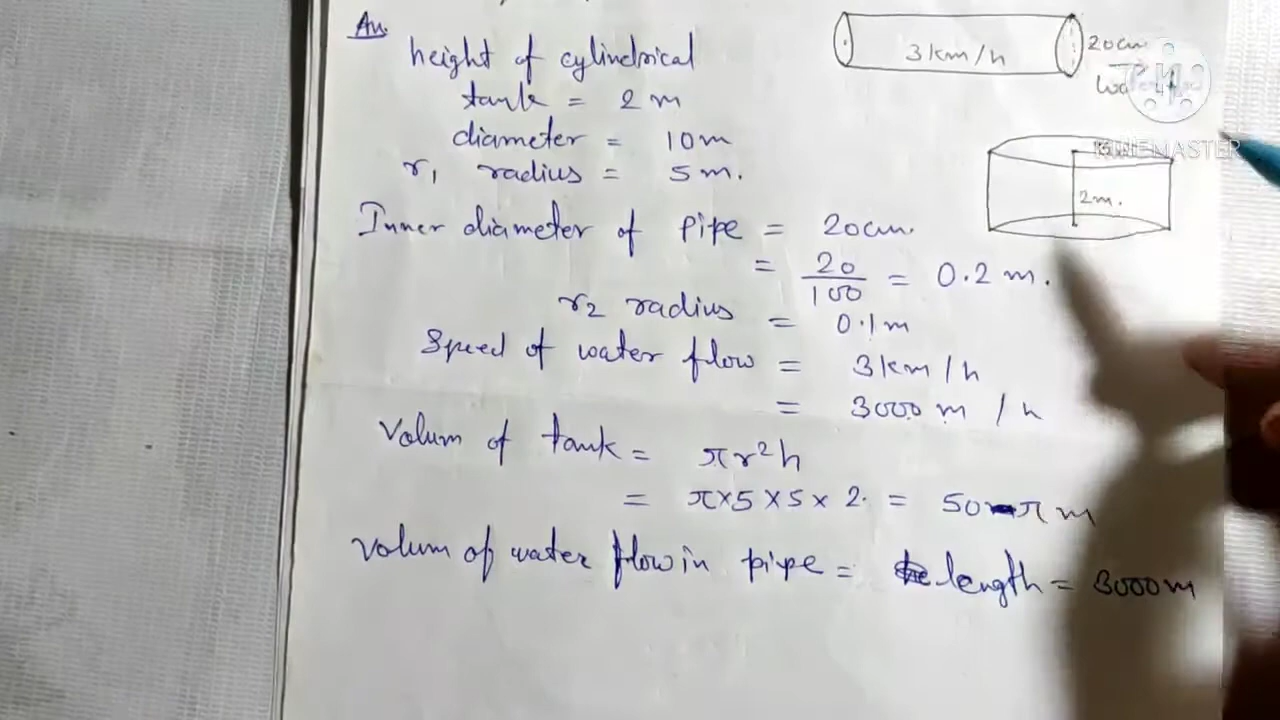 An.
height of cylindrical
tank = 2 m
diameter = 10m
r₁ radius = 5m.
Inner diameter of pipe = 20cm.
= 20/100 = 0.2 m.
r₂ radius = 0.1m
Speed of water flow = 3km/h
= 3000 m / h
Volum of tank = πr²h
= π×5×5×2. = 50π m
Volum of water flow in pipe = length = 3000m
3km/h
20cm
KINEMASTER
2m.